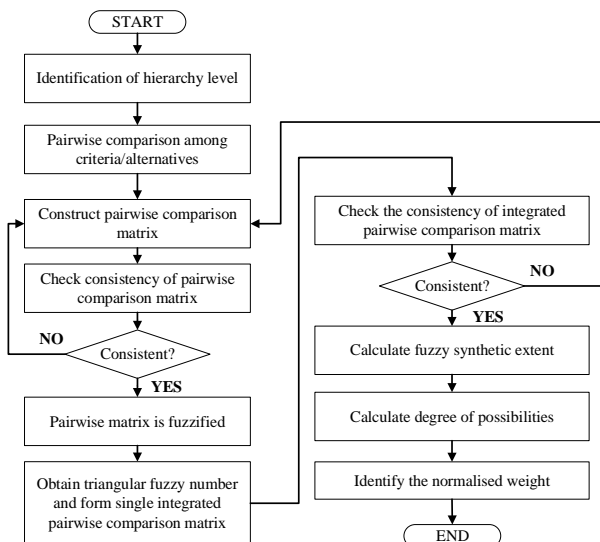 START
Identification of hierarchy level
Pairwise comparison among
criteria/alternatives
Construct pairwise comparison
matrix
Check consistency of pairwise
comparison matrix
NO
Consistent?
YES
Pairwise matrix is fuzzified
Obtain triangular fuzzy number
and form single integrated
pairwise comparison matrix
Check the consistency of integrated
pairwise comparison matrix
NO
Consistent?
YES
Calculate fuzzy synthetic extent
Calculate degree of possibilities
Identify the normalised weight
END